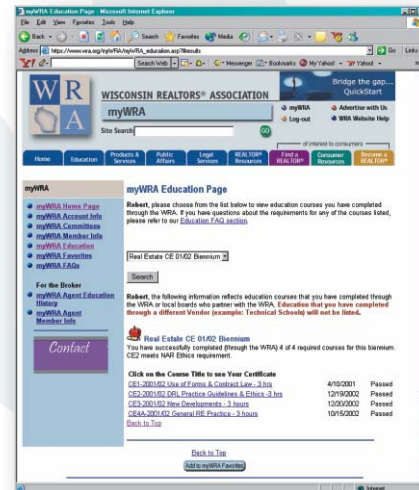 myWRA Education Page - Microsoft Internet Explorer
File Edit View Favorites Tools Help
Back Search Favorites Media
Address https://www.wra.org/myWRA/myWRA_education.asp?Results Go Links
Y! Search Web Messenger Bookmarks My Yahoo! Yahoo!
WRA
WISCONSIN REALTORS® ASSOCIATION
Bridge the gap...
QuickStart
myWRA
myWRA Advertise with Us
Log-out WRA Website Help
Site Search GO
of interest to consumers
Home Education Products & Services Public Affairs Legal Services REALTOR® Resources Find a REALTOR® Consumer Resources Become a REALTOR®
myWRA
myWRA Home Page
myWRA Account Info
myWRA Committees
myWRA Member Info
myWRA Education
myWRA Favorites
myWRA FAQs
For the Broker
myWRA Agent Education History
myWRA Agent Member Info
Contact
myWRA Education Page
Robert, please choose from the list below to view education courses you have completed
through the WRA. If you have questions about the requirements for any of the courses listed,
please refer to our Education FAQ section.
Real Estate CE 01/02 Biennium
Search
Robert, the following information reflects education courses that you have completed through
the WRA or local boards who partner with the WRA. Education that you have completed
through a different Vendor (example: Technical Schools) will not be listed.
Real Estate CE 01/02 Biennium
You have successfully completed (through the WRA) 4 of 4 required courses for this biennium.
CE2 meets NAR Ethics requirement.
Click on the Course Title to see Your Certificate
CE1-2001/02 Use of Forms & Contract Law - 3 hrs 4/10/2001 Passed
CE2-2001/02 DRL Practice Guidelines & Ethics -3 hrs 12/19/2002 Passed
CE3-2001/02 New Developments - 3 hours 12/20/2002 Passed
CE4A-2001/02 General RE Practice - 3 hours 10/15/2002 Passed
Back to Top
Back to Top
Add to myWRA Favorites
Internet